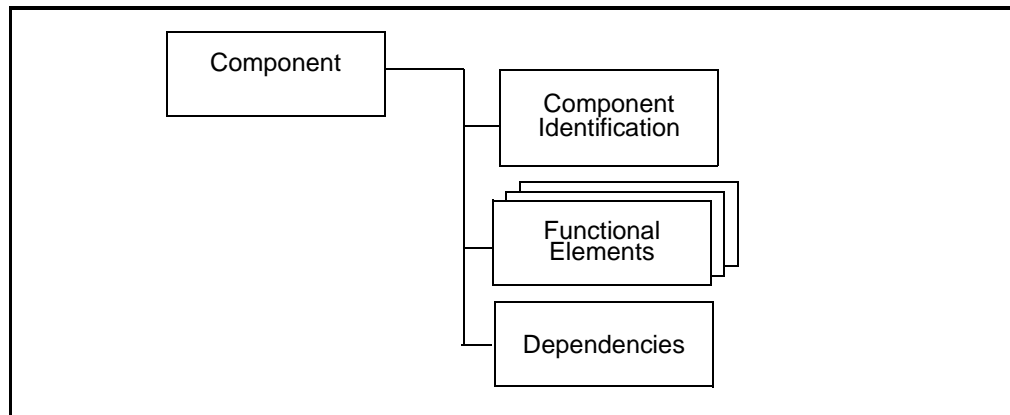 Component
Component
Identification
Functional
Elements
Dependencies